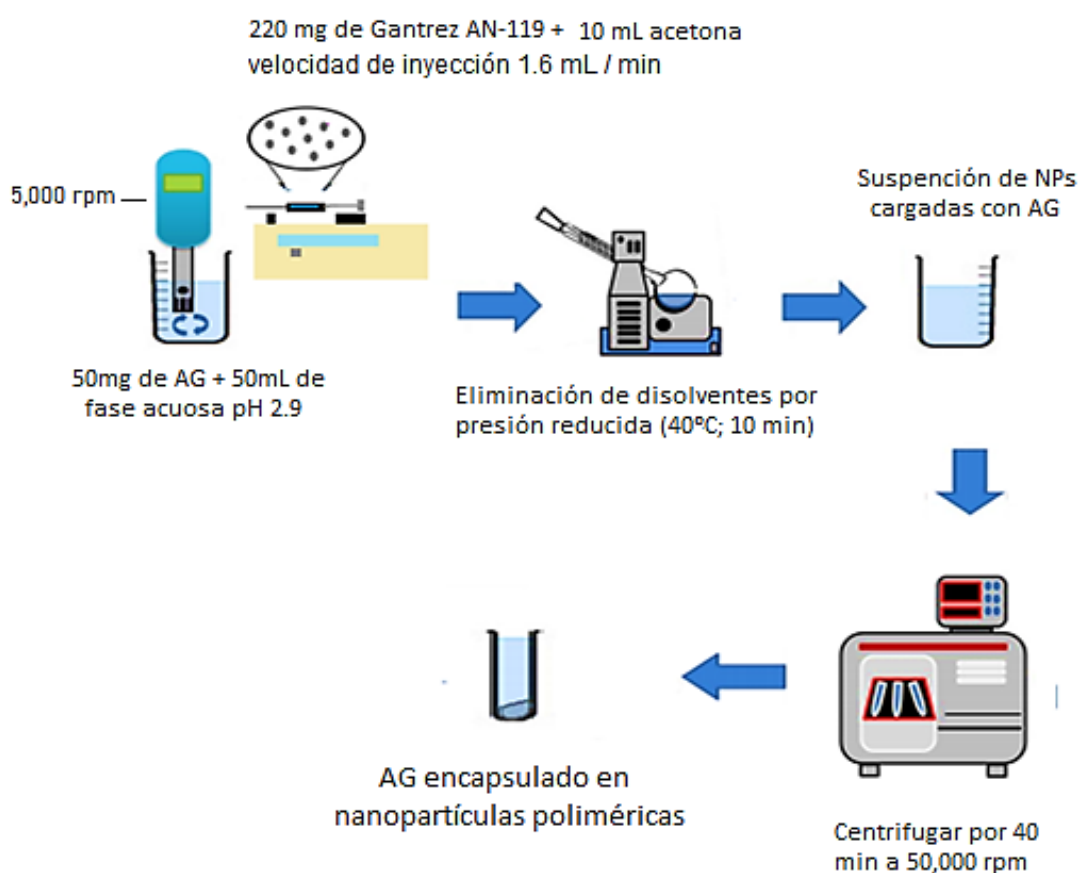 220 mg de Gantrez AN-119 + 10 mL acetona
velocidad de inyección 1.6 mL / min
5,000 rpm
50mg de AG + 50mL de
fase acuosa pH 2.9
Eliminación de disolventes por
presión reducida (40ºC; 10 min)
Suspención de NPs
cargadas con AG
Centrifugar por 40
min a 50,000 rpm
AG encapsulado en
nanopartículas poliméricas